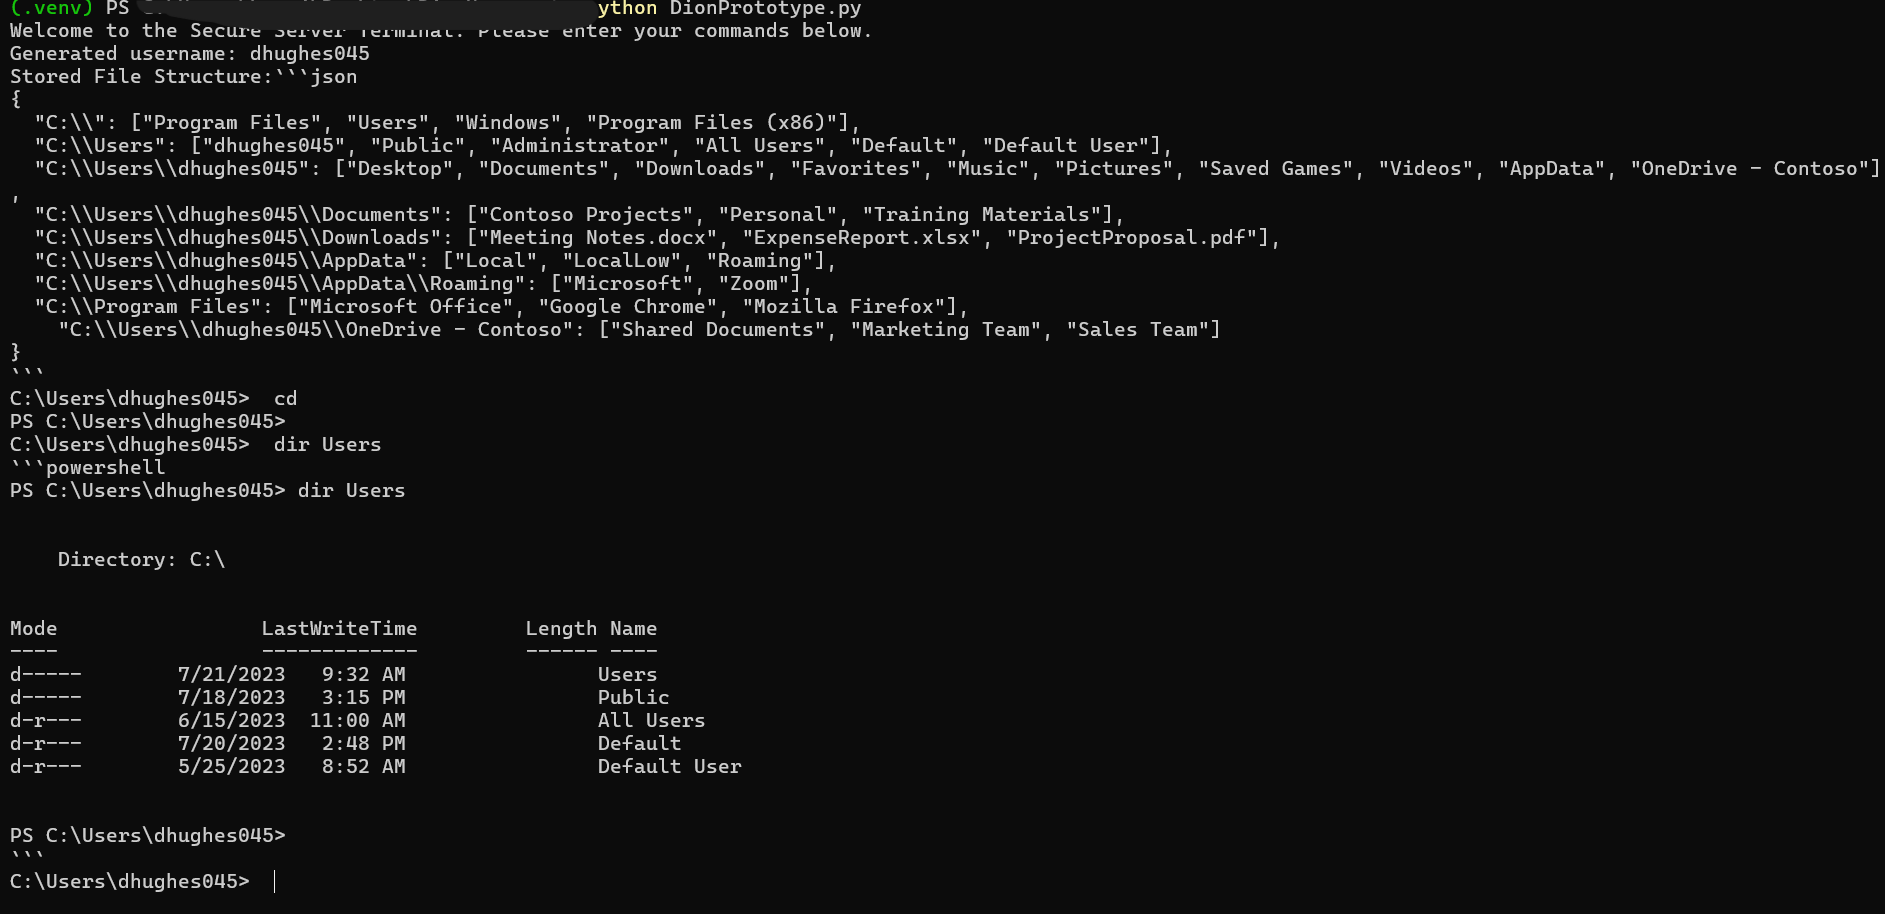 (.venv) PS ython DionPrototype.py
Welcome to the Secure Server Terminal. Please enter your commands below.
Generated username: dhughes045
Stored File Structure:```json
{
  "C:\\": ["Program Files", "Users", "Windows", "Program Files (x86)"],
  "C:\\Users": ["dhughes045", "Public", "Administrator", "All Users", "Default", "Default User"],
  "C:\\Users\\dhughes045": ["Desktop", "Documents", "Downloads", "Favorites", "Music", "Pictures", "Saved Games", "Videos", "AppData", "OneDrive - Contoso"]
,
  "C:\\Users\\dhughes045\\Documents": ["Contoso Projects", "Personal", "Training Materials"],
  "C:\\Users\\dhughes045\\Downloads": ["Meeting Notes.docx", "ExpenseReport.xlsx", "ProjectProposal.pdf"],
  "C:\\Users\\dhughes045\\AppData": ["Local", "LocalLow", "Roaming"],
  "C:\\Users\\dhughes045\\AppData\\Roaming": ["Microsoft", "Zoom"],
  "C:\\Program Files": ["Microsoft Office", "Google Chrome", "Mozilla Firefox"],
    "C:\\Users\\dhughes045\\OneDrive - Contoso": ["Shared Documents", "Marketing Team", "Sales Team"]
}
```
C:\Users\dhughes045>  cd
PS C:\Users\dhughes045>
C:\Users\dhughes045>  dir Users
```powershell
PS C:\Users\dhughes045> dir Users
    Directory: C:\
Mode                 LastWriteTime         Length Name
----                 -------------         ------ ----
d-----        7/21/2023   9:32 AM                Users
d-----        7/18/2023   3:15 PM                Public
d-r---        6/15/2023  11:00 AM                All Users
d-r---        7/20/2023   2:48 PM                Default
d-r---        5/25/2023   8:52 AM                Default User
PS C:\Users\dhughes045>
```
C:\Users\dhughes045>